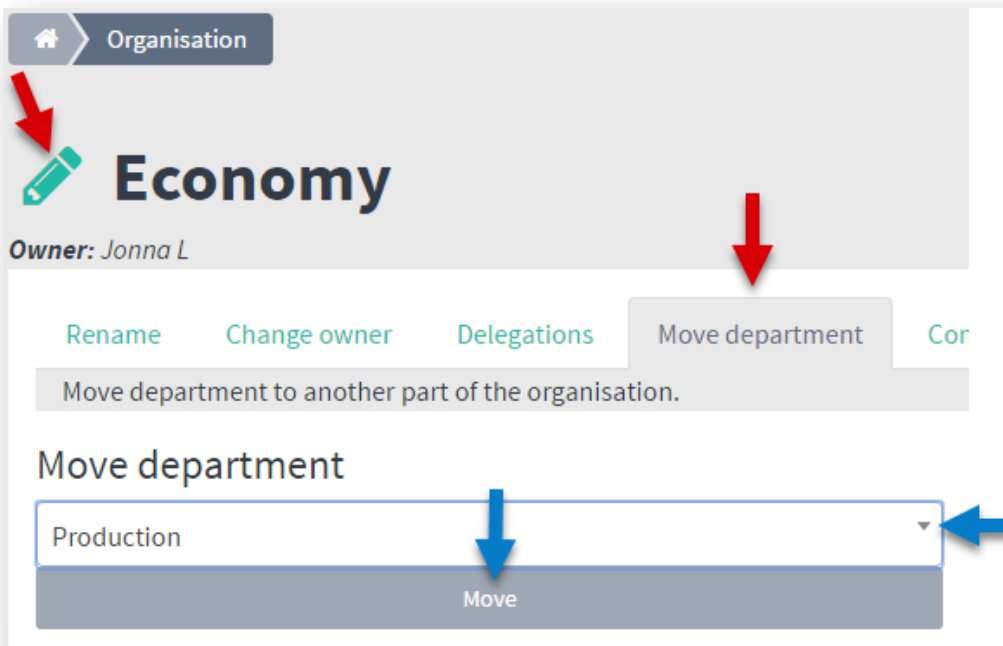 Organisation
Economy
Owner: Jonna L
Rename Change owner Delegations Move department Con
Move department to another part of the organisation.
Move department
Production
Move